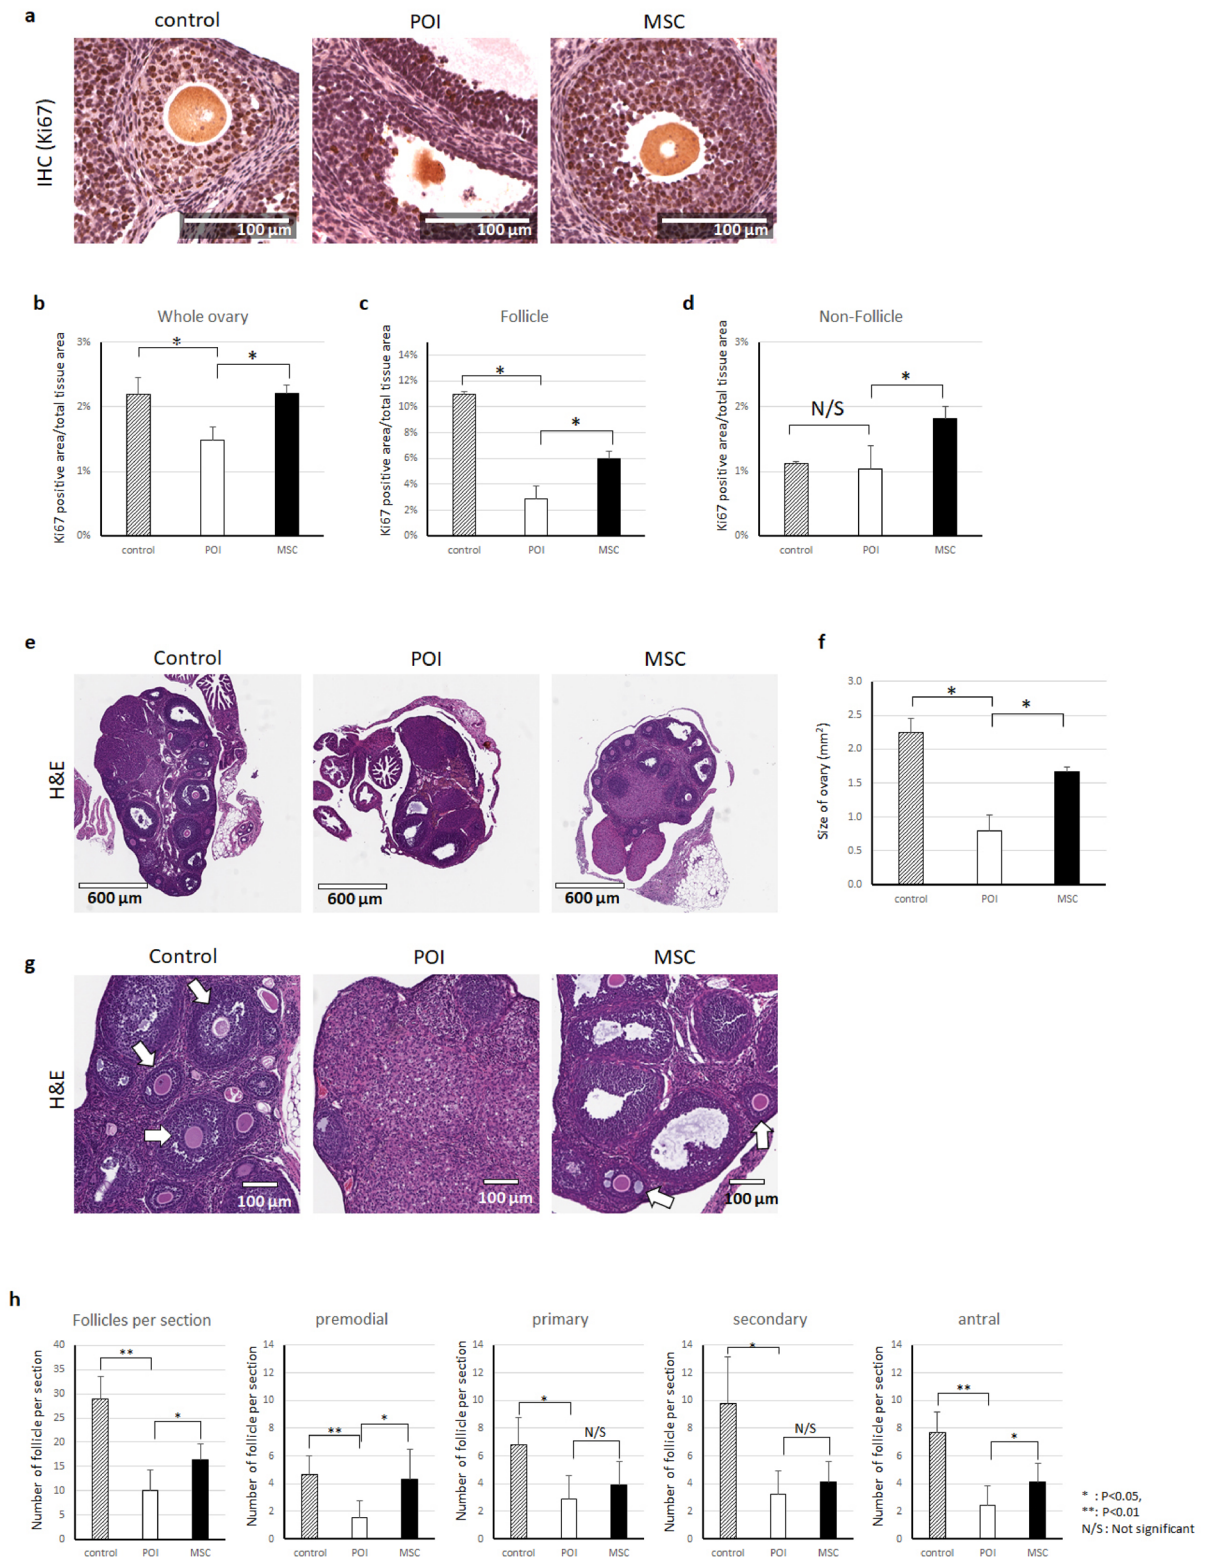 a
control
POI
MSC
IHC (Ki67)
100 μm
100 μm
100 μm
b
Whole ovary
Ki67 positive area/total tissue area
3%
2%
1%
0%
*
*
control
POI
MSC
c
Follicle
Ki67 positive area/total tissue area
14%
12%
10%
8%
6%
4%
2%
0%
*
*
control
POI
MSC
d
Non-Follicle
Ki67 positive area/total tissue area
3%
2%
1%
0%
N/S
*
control
POI
MSC
e
Control
POI
MSC
H&E
600 μm
600 μm
600 μm
f
Size of ovary (mm²)
3.0
2.5
2.0
1.5
1.0
0.5
0.0
*
*
control
POI
MSC
g
Control
POI
MSC
H&E
100 μm
100 μm
100 μm
h
Follicles per section
Number of follicle per section
40
35
30
25
20
15
10
5
0
**
*
control
POI
MSC
premodial
Number of follicle per section
14
12
10
8
6
4
2
0
**
*
control
POI
MSC
primary
Number of follicle per section
14
12
10
8
6
4
2
0
*
N/S
control
POI
MSC
secondary
Number of follicle per section
14
12
10
8
6
4
2
0
*
N/S
control
POI
MSC
antral
Number of follicle per section
14
12
10
8
6
4
2
0
**
*
control
POI
MSC
* : P<0.05,
**: P<0.01
N/S : Not significant